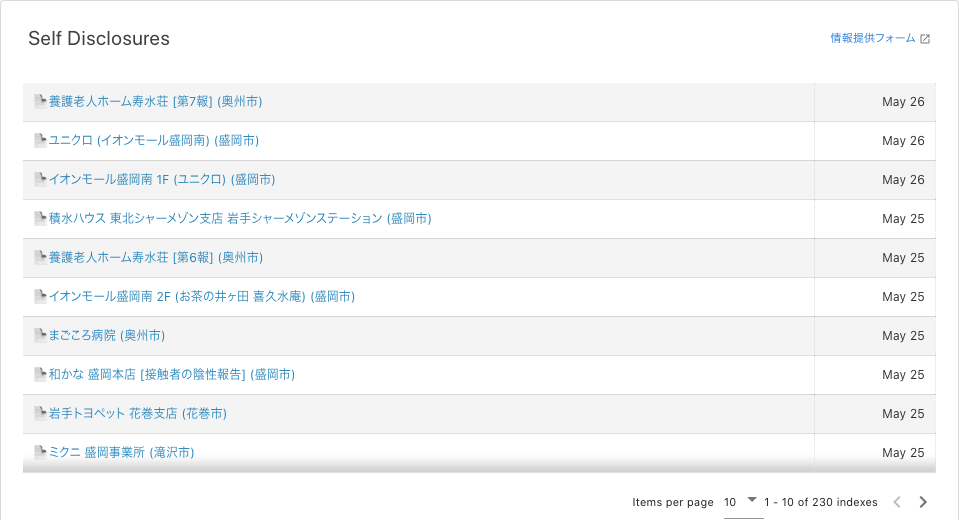 Self Disclosures
情報提供フォーム
養護老人ホーム寿水荘 [第7報] (奥州市) May 26
ユニクロ (イオンモール盛岡南) (盛岡市) May 26
イオンモール盛岡南 1F (ユニクロ) (盛岡市) May 26
積水ハウス 東北シャーメゾン支店 岩手シャーメゾンステーション (盛岡市) May 25
養護老人ホーム寿水荘 [第6報] (奥州市) May 25
イオンモール盛岡南 2F (お茶の井ヶ田 喜久水庵) (盛岡市) May 25
まごころ病院 (奥州市) May 25
和かな 盛岡本店 [接触者の陰性報告] (盛岡市) May 25
岩手トヨペット 花巻支店 (花巻市) May 25
ミクニ 盛岡事業所 (滝沢市) May 25
Items per page 10 1 - 10 of 230 indexes